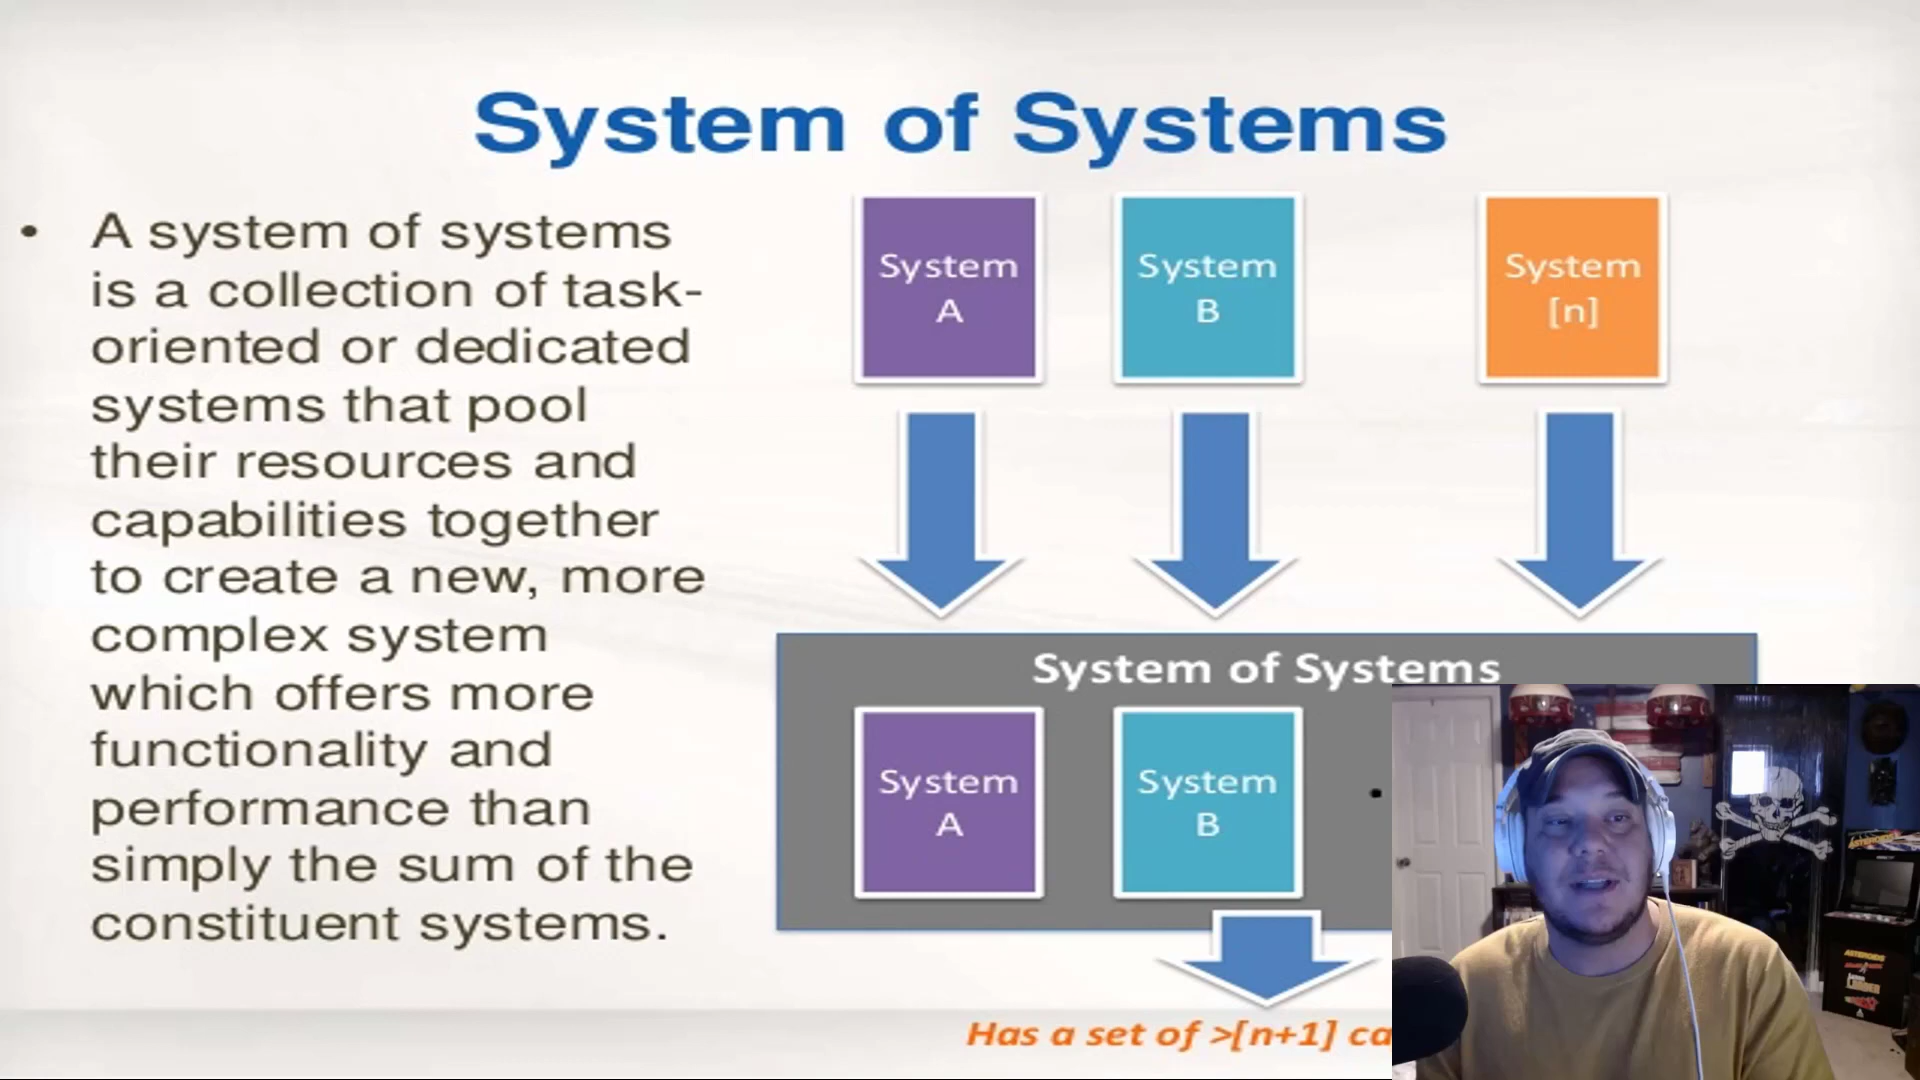 System of Systems
• A system of systems
is a collection of task-
oriented or dedicated
systems that pool
their resources and
capabilities together
to create a new, more
complex system
which offers more
functionality and
performance than
simply the sum of the
constituent systems.
System
A
System
B
System
[n]
System of Systems
System
A
System
B
Has a set of >[n+1] ca
ASTEROIDS